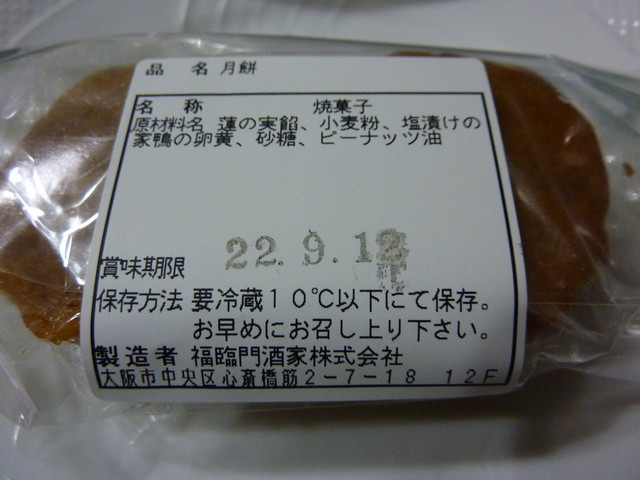 品 名 月餅
名 称 焼菓子
原材料名 蓮の実餡、小麦粉、塩漬けの
家鴨の卵黄、砂糖、ピーナッツ油
賞味期限 22.9.12
保存方法 要冷蔵10℃以下にて保存。
お早めにお召し上り下さい。
製造者 福臨門酒家株式会社
大阪市中央区心斎橋筋2-7-18 12F